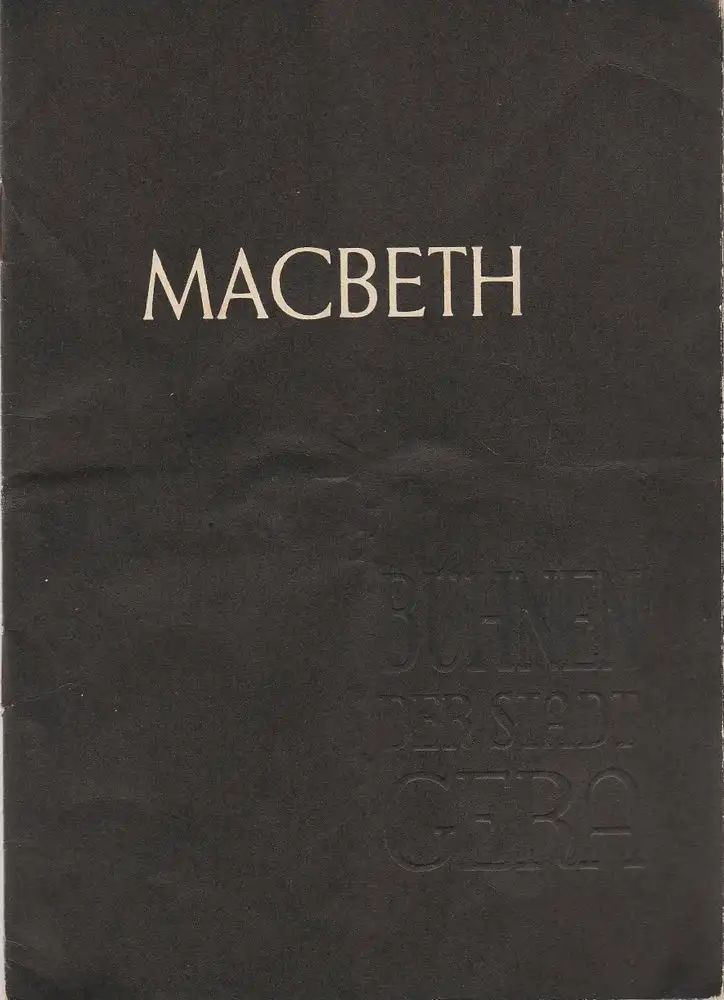 MACBETH
BÜHNEN
DER STADT
GERA